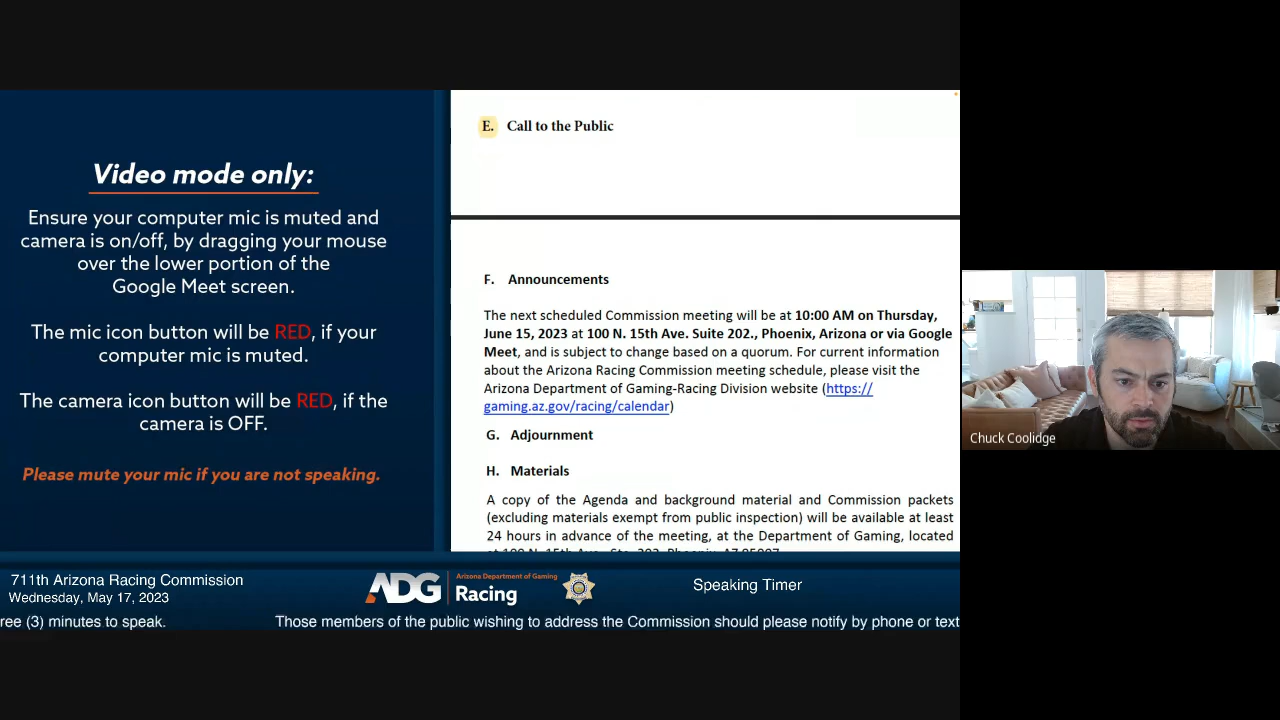 Video mode only:
Ensure your computer mic is muted and
camera is on/off, by dragging your mouse
over the lower portion of the
Google Meet screen.
The mic icon button will be RED, if your
computer mic is muted.
The camera icon button will be RED, if the
camera is OFF.
Please mute your mic if you are not speaking.
E. Call to the Public
F. Announcements
The next scheduled Commission meeting will be at 10:00 AM on Thursday,
June 15, 2023 at 100 N. 15th Ave. Suite 202., Phoenix, Arizona or via Google
Meet, and is subject to change based on a quorum. For current information
about the Arizona Racing Commission meeting schedule, please visit the
Arizona Department of Gaming-Racing Division website (https://
gaming.az.gov/racing/calendar)
G. Adjournment
H. Materials
A copy of the Agenda and background material and Commission packets
(excluding materials exempt from public inspection) will be available at least
24 hours in advance of the meeting, at the Department of Gaming, located
at 100 N. 15th Ave., Ste. 202, Phoenix, AZ 85007
Chuck Coolidge
711th Arizona Racing Commission
Wednesday, May 17, 2023
ADG
Arizona Department of Gaming
Racing
Speaking Timer
ree (3) minutes to speak.
Those members of the public wishing to address the Commission should please notify by phone or text